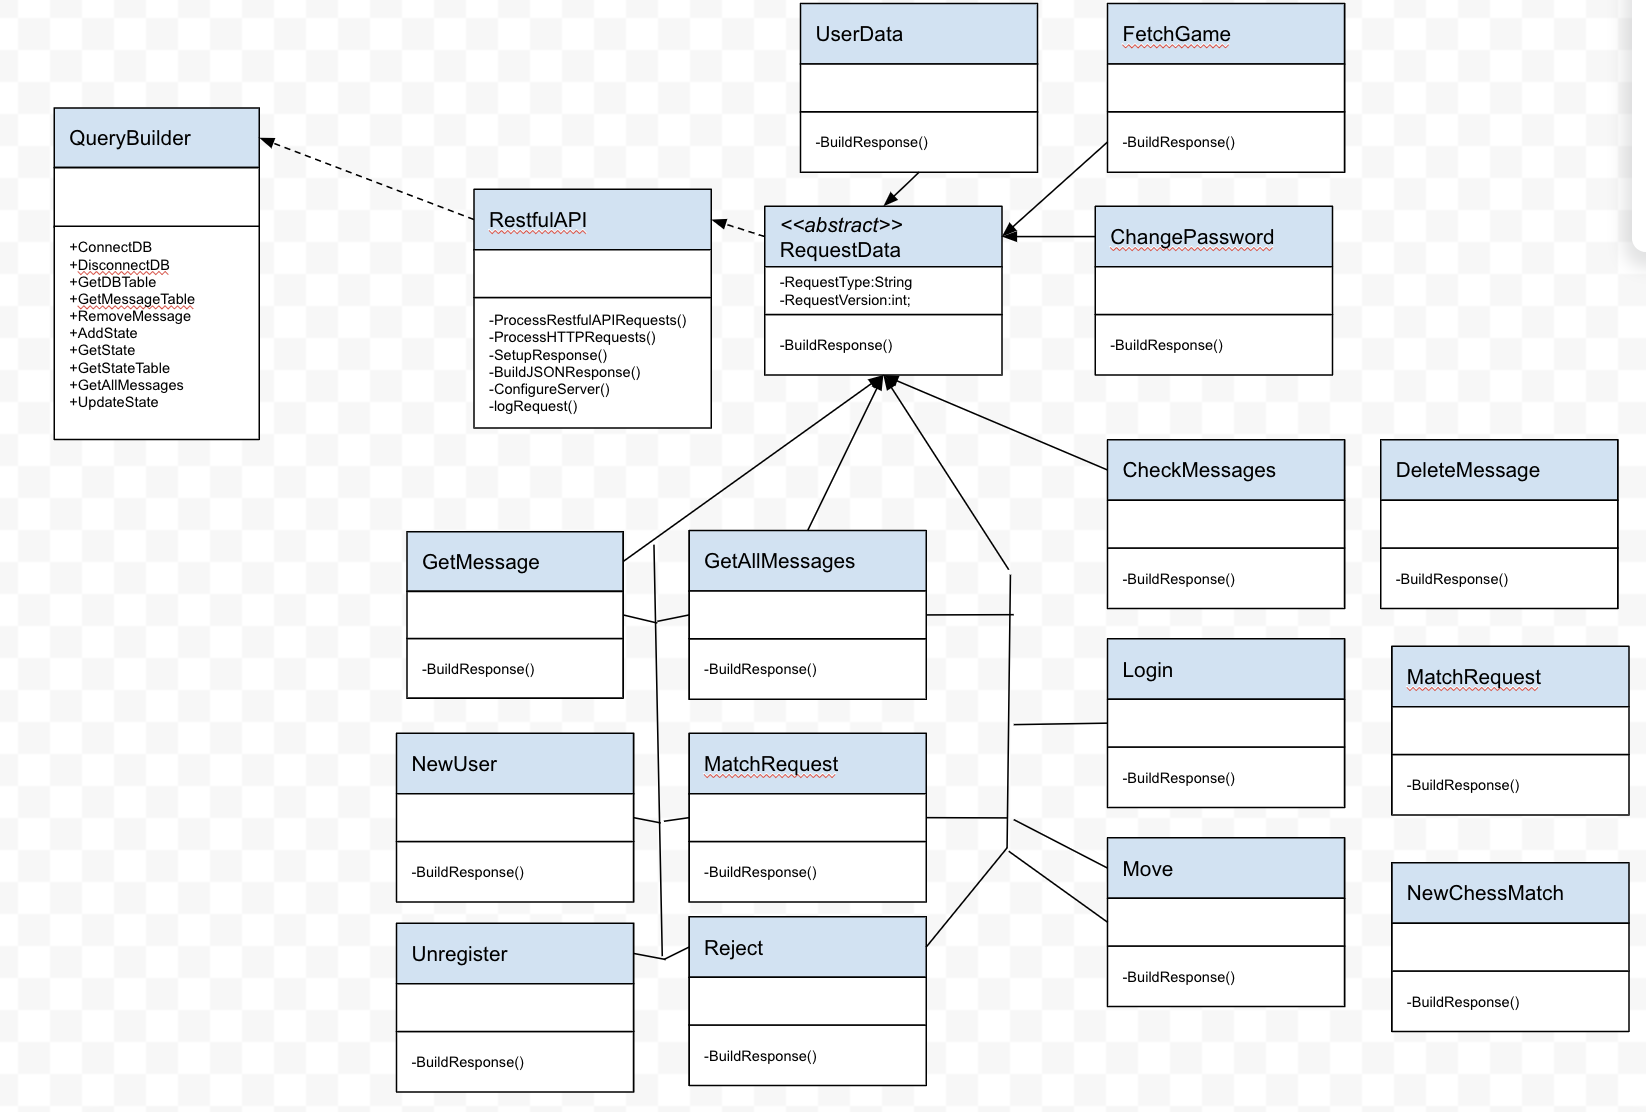 UserData
-BuildResponse()
FetchGame
-BuildResponse()
QueryBuilder
+ConnectDB
+DisconnectDB
+GetDBTable
+GetMessageTable
+RemoveMessage
+AddState
+GetState
+GetStateTable
+GetAllMessages
+UpdateState
RestfulAPI
-ProcessRestfulAPIRequests()
-ProcessHTTPRequests()
-SetupResponse()
-BuildJSONResponse()
-ConfigureServer()
-logRequest()
<<abstract>>
RequestData
-RequestType:String
-RequestVersion:int;
-BuildResponse()
ChangePassword
-BuildResponse()
CheckMessages
-BuildResponse()
DeleteMessage
-BuildResponse()
GetMessage
-BuildResponse()
GetAllMessages
-BuildResponse()
Login
-BuildResponse()
MatchRequest
-BuildResponse()
NewUser
-BuildResponse()
MatchRequest
-BuildResponse()
Move
-BuildResponse()
NewChessMatch
-BuildResponse()
Unregister
-BuildResponse()
Reject
-BuildResponse()